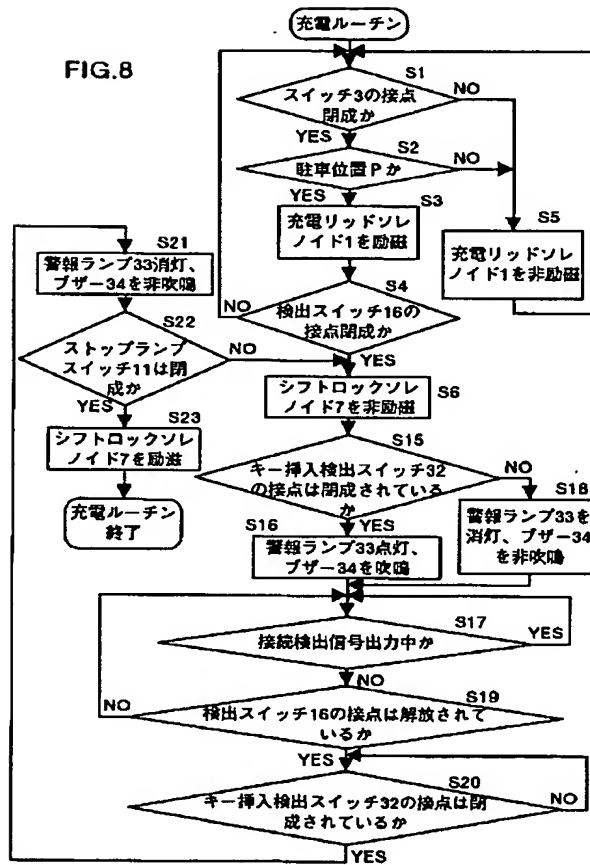 FIG.8
充電ルーチン
S1
スイッチ3の接点
閉成か
NO
YES
S2
駐車位置Pか
NO
YES
S3
充電リッドソレ
ノイド1を励磁
S5
充電リッドソレ
ノイド1を非励磁
S4
検出スイッチ16の
接点閉成か
NO
YES
S6
シフトロックソレ
ノイド7を非励磁
S15
キー挿入検出スイッチ32
の接点は閉成されている
か
NO
YES
S16
警報ランプ33点灯、
ブザー34を吹鳴
S18
警報ランプ33を
消灯、ブザー34
を非吹鳴
S17
接続検出信号出力中か
YES
NO
S19
検出スイッチ16の接点は解放されて
いるか
NO
YES
S20
キー挿入検出スイッチ32の接点は閉
成されているか
NO
YES
S21
警報ランプ33消灯、
ブザー34を非吹鳴
S22
ストップランプ
スイッチ11は閉
成か
NO
YES
S23
シフトロックソレ
ノイド7を励磁
充電ルーチン
終了